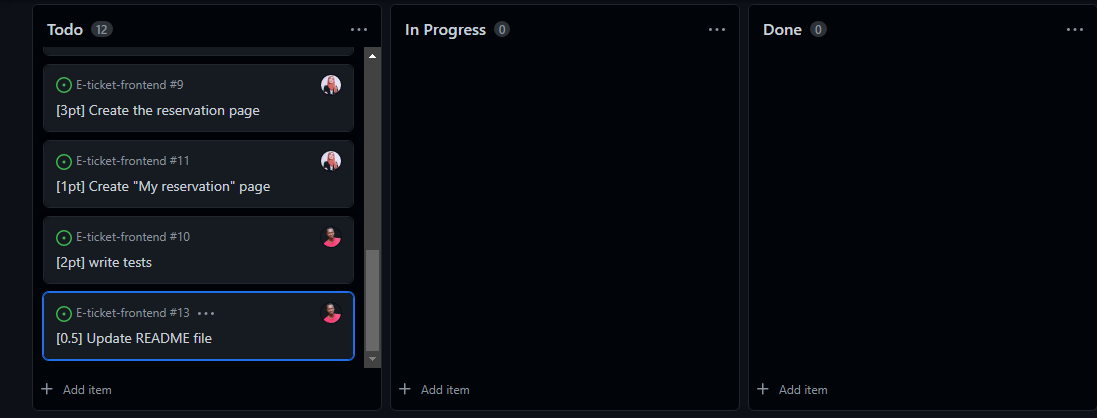 Todo 12
E-ticket-frontend #9
[3pt] Create the reservation page
E-ticket-frontend #11
[1pt] Create "My reservation" page
E-ticket-frontend #10
[2pt] write tests
E-ticket-frontend #13
[0.5] Update README file
Add item
In Progress 0
Add item
Done 0
Add item